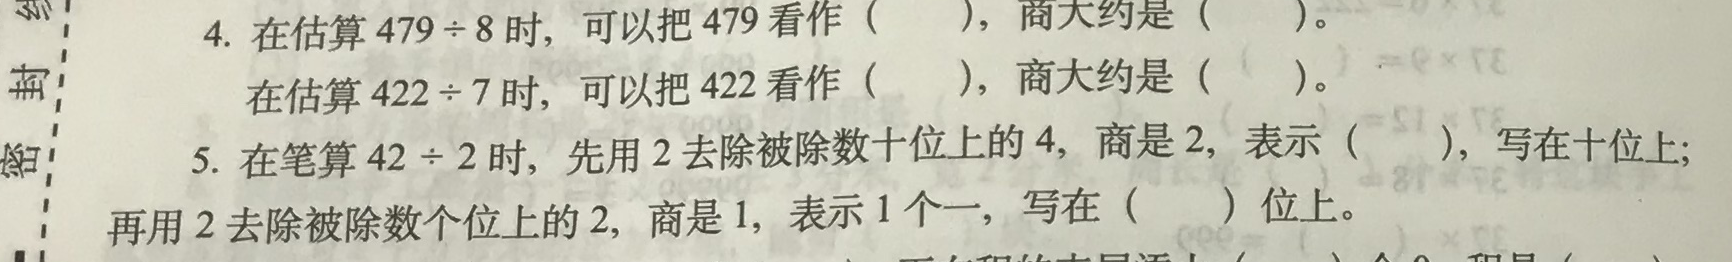 4. 在估算 479 ÷ 8 时，可以把 479 看作（　　），商大约是（　　）。
在估算 422 ÷ 7 时，可以把 422 看作（　　），商大约是（　　）。
5. 在笔算 42 ÷ 2 时，先用 2 去除被除数十位上的 4，商是 2，表示（　　），写在十位上；
再用 2 去除被除数个位上的 2，商是 1，表示 1 个一，写在（　　）位上。
密 封